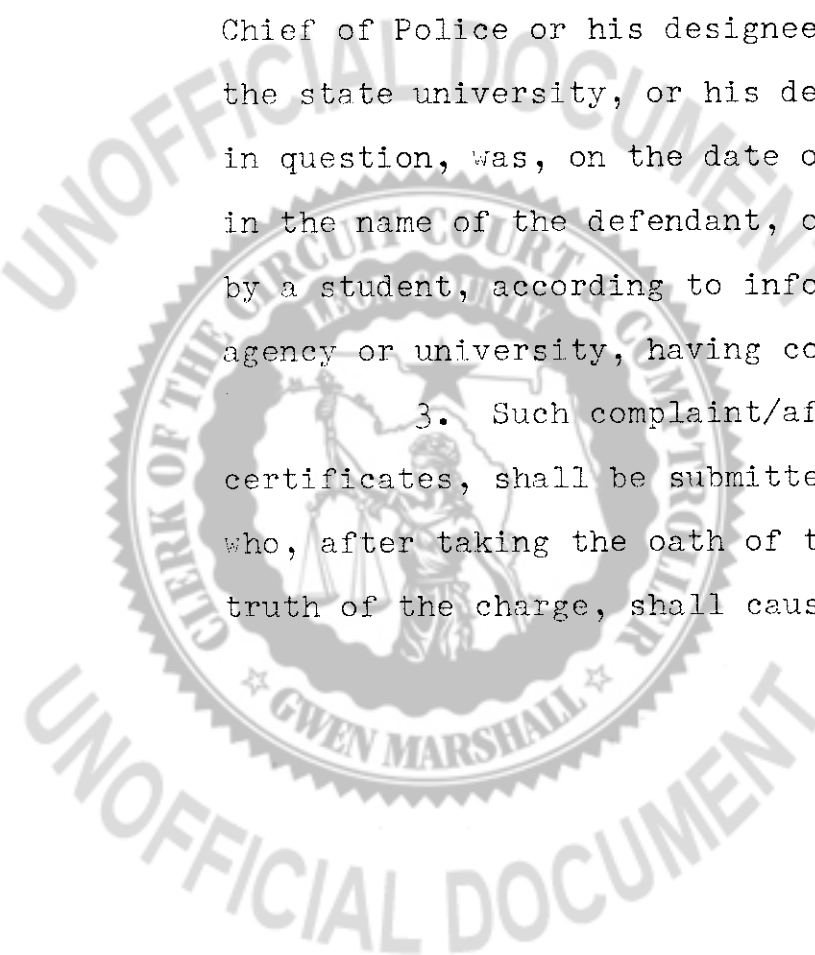 Chief of Police or his designee
the state university, or his de
in question, was, on the date o
in the name of the defendant, o
by a student, according to info
agency or university, having co
3. Such complaint/af
certificates, shall be submitte
who, after taking the oath of t
truth of the charge, shall caus
UNOFFICIAL DOCUMENT
CLERK OF THE CIRCUIT COURT & COMPTROLLER
LEON COUNTY
GWEN MARSHALL
UNOFFICIAL DOCUMENT